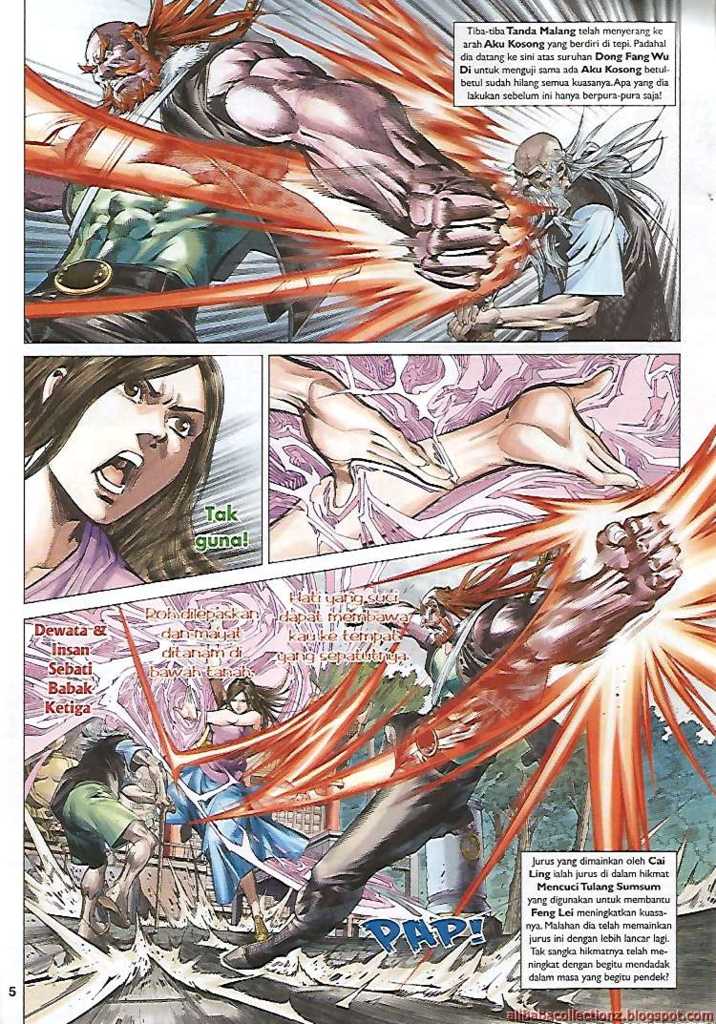 Tiba-tiba Tanda Malang telah menyerang ke
arah Aku Kosong yang berdiri di tepi. Padahal
dia datang ke sini atas suruhan Dong Fang Wu
Di untuk menguji sama ada Aku Kosong betul-
betul sudah hilang semua kuasanya. Apa yang dia
lakukan sebelum ini hanya berpura-pura saja!
Tak
guna!
Dewata &
Insan
Sebati
Babak
Ketiga
Roh dilepaskan
dan mayat
ditanam di
bawah tanah.
Hati yang suci
dapat membawa
kau ke tempat
yang sepatutnya.
PAP!
Jurus yang dimainkan oleh Cai
Ling ialah jurus di dalam hikmat
Mencuci Tulang Sumsum
yang digunakan untuk membantu
Feng Lei meningkatkan kuasa-
nya. Malahan dia telah memainkan
jurus ini dengan lebih lancar lagi.
Tak sangka hikmatnya telah me-
ningkat dengan begitu mendadak
dalam masa yang begitu pendek?
5
alibabacollectionz.blogspot.com